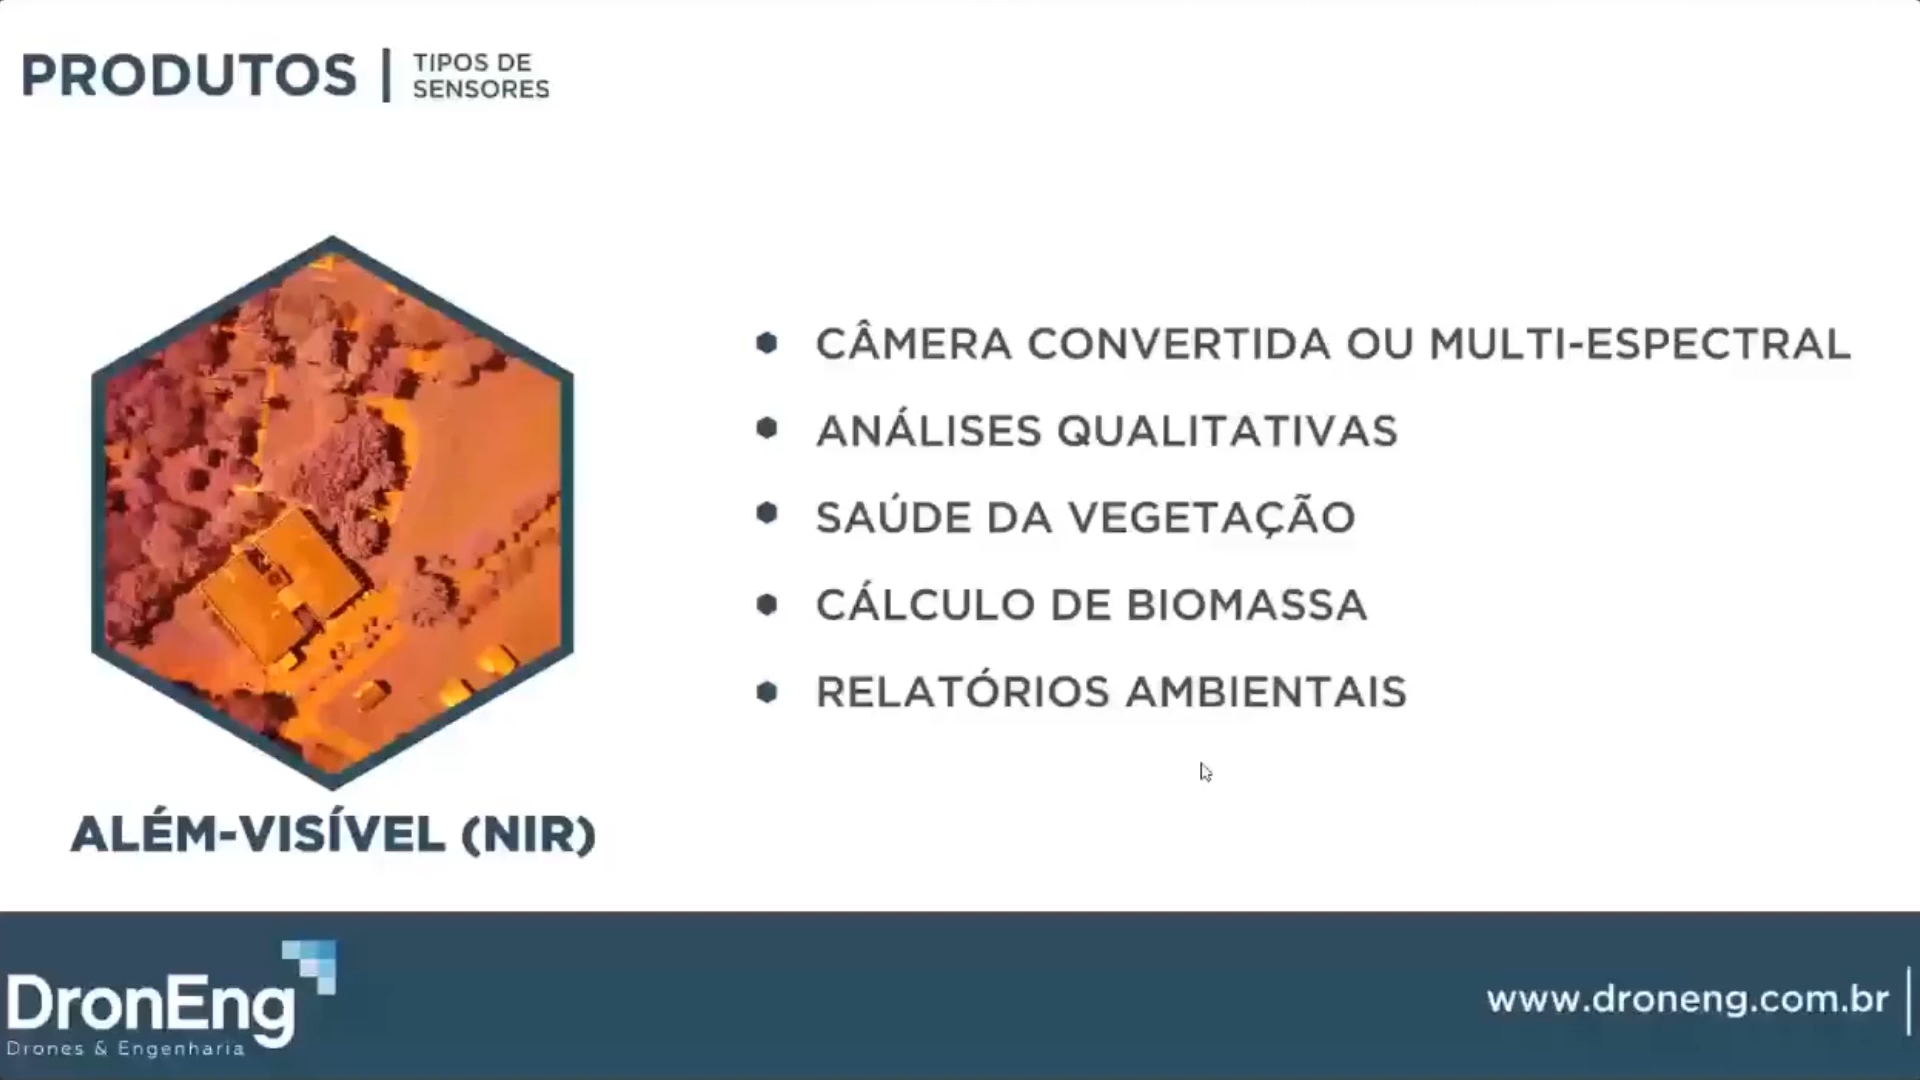 PRODUTOS
TIPOS DE
SENSORES
CÂMERA CONVERTIDA OU MULTI-ESPECTRAL
ANÁLISES QUALITATIVAS
SAÚDE DA VEGETAÇÃO
CÁLCULO DE BIOMASSA
RELATÓRIOS AMBIENTAIS
ALÉM-VISÍVEL (NIR)
DronEng
Drones & Engenharia
www.droneng.com.br